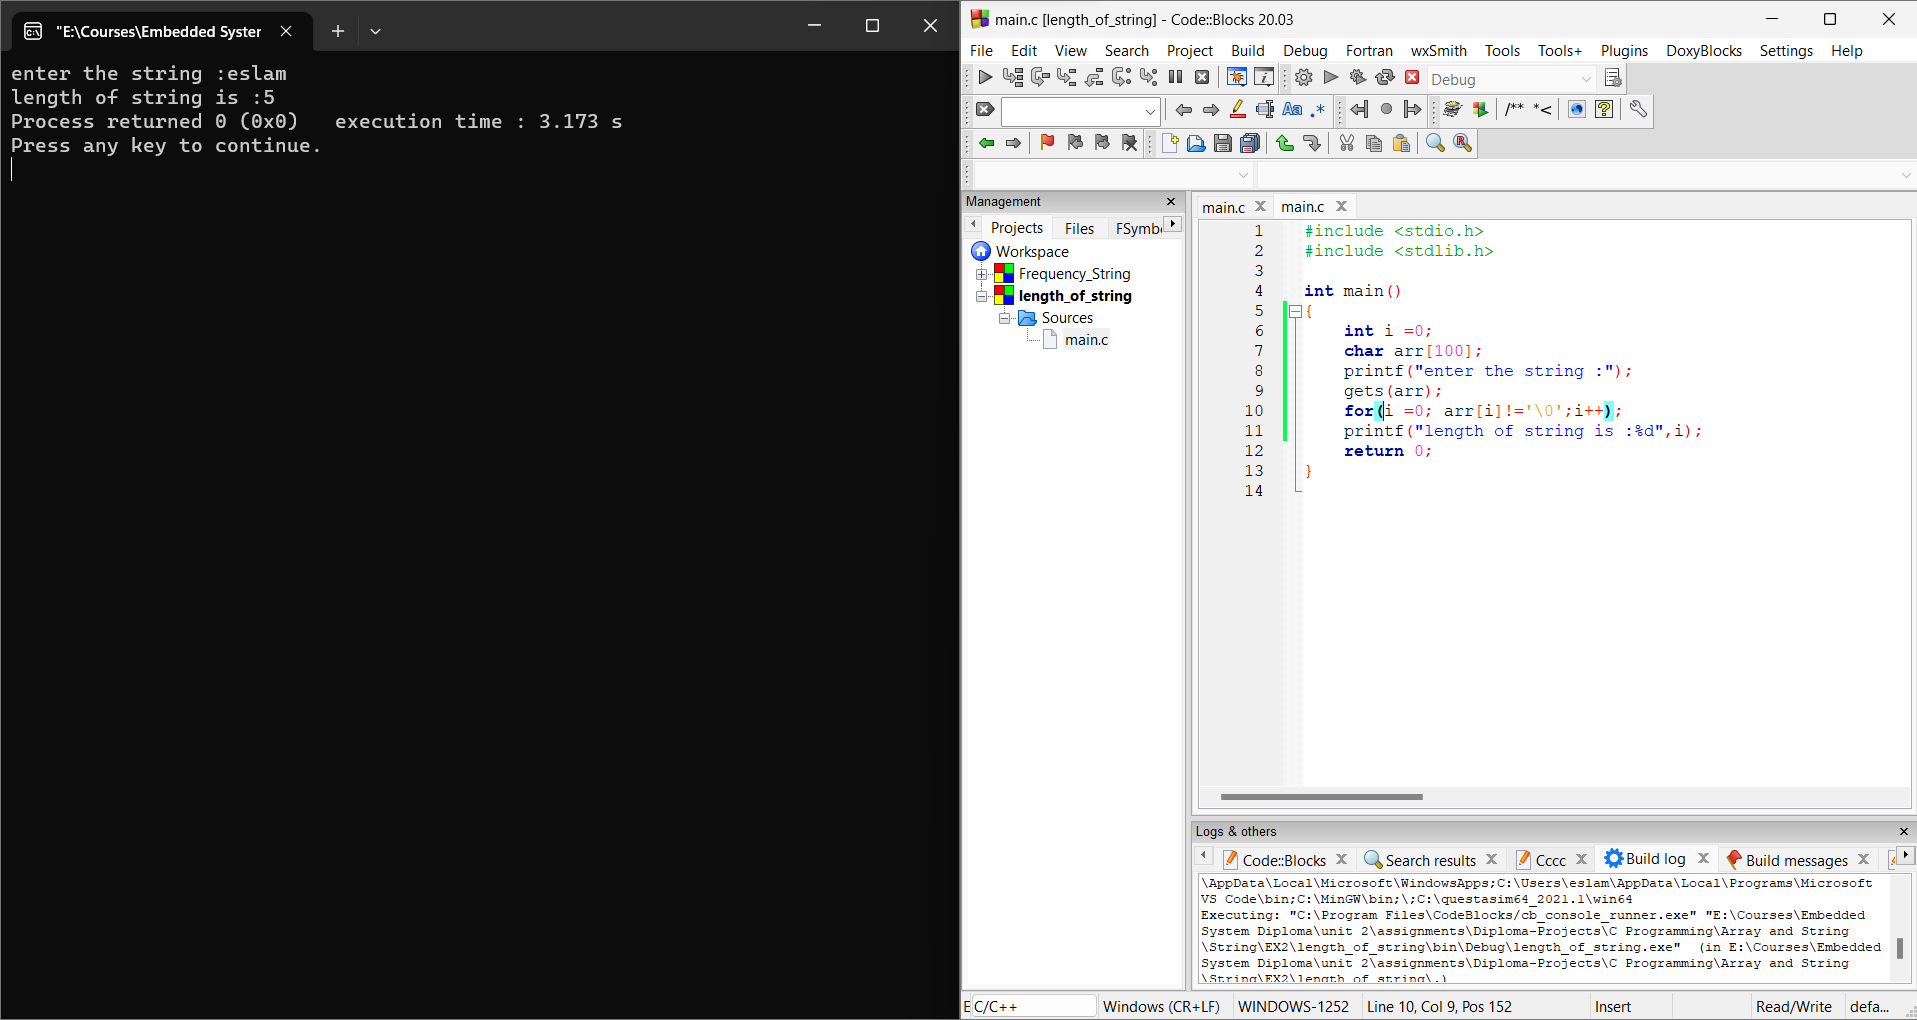 "E:\Courses\Embedded Syster
enter the string :eslam
length of string is :5
Process returned 0 (0x0)   execution time : 3.173 s
Press any key to continue.
main.c [length_of_string] - Code::Blocks 20.03
File Edit View Search Project Build Debug Fortran wxSmith Tools Tools+ Plugins DoxyBlocks Settings Help
Debug
Aa .* /** *<
Management
Projects Files FSymb
Workspace
Frequency_String
length_of_string
Sources
main.c
main.c main.c
1 #include <stdio.h>
2 #include <stdlib.h>
3
4 int main()
5 {
6 int i =0;
7 char arr[100];
8 printf("enter the string :");
9 gets(arr);
10 for(i =0; arr[i]!='\0';i++);
11 printf("length of string is :%d",i);
12 return 0;
13 }
14
Logs & others
Code::Blocks Search results Cccc Build log Build messages
\AppData\Local\Microsoft\WindowsApps;C:\Users\eslam\AppData\Local\Programs\Microsoft
VS Code\bin;C:\MinGW\bin;\;C:\questasim64_2021.1\win64
Executing: "C:\Program Files\CodeBlocks/cb_console_runner.exe" "E:\Courses\Embedded
System Diploma\unit 2\assignments\Diploma-Projects\C Programming\Array and String
\String\EX2\length_of_string\bin\Debug\length_of_string.exe"  (in E:\Courses\Embedded
System Diploma\unit 2\assignments\Diploma-Projects\C Programming\Array and String
\String\EX2\length_of_string\.)
E C/C++ Windows (CR+LF) WINDOWS-1252 Line 10, Col 9, Pos 152 Insert Read/Write defa...